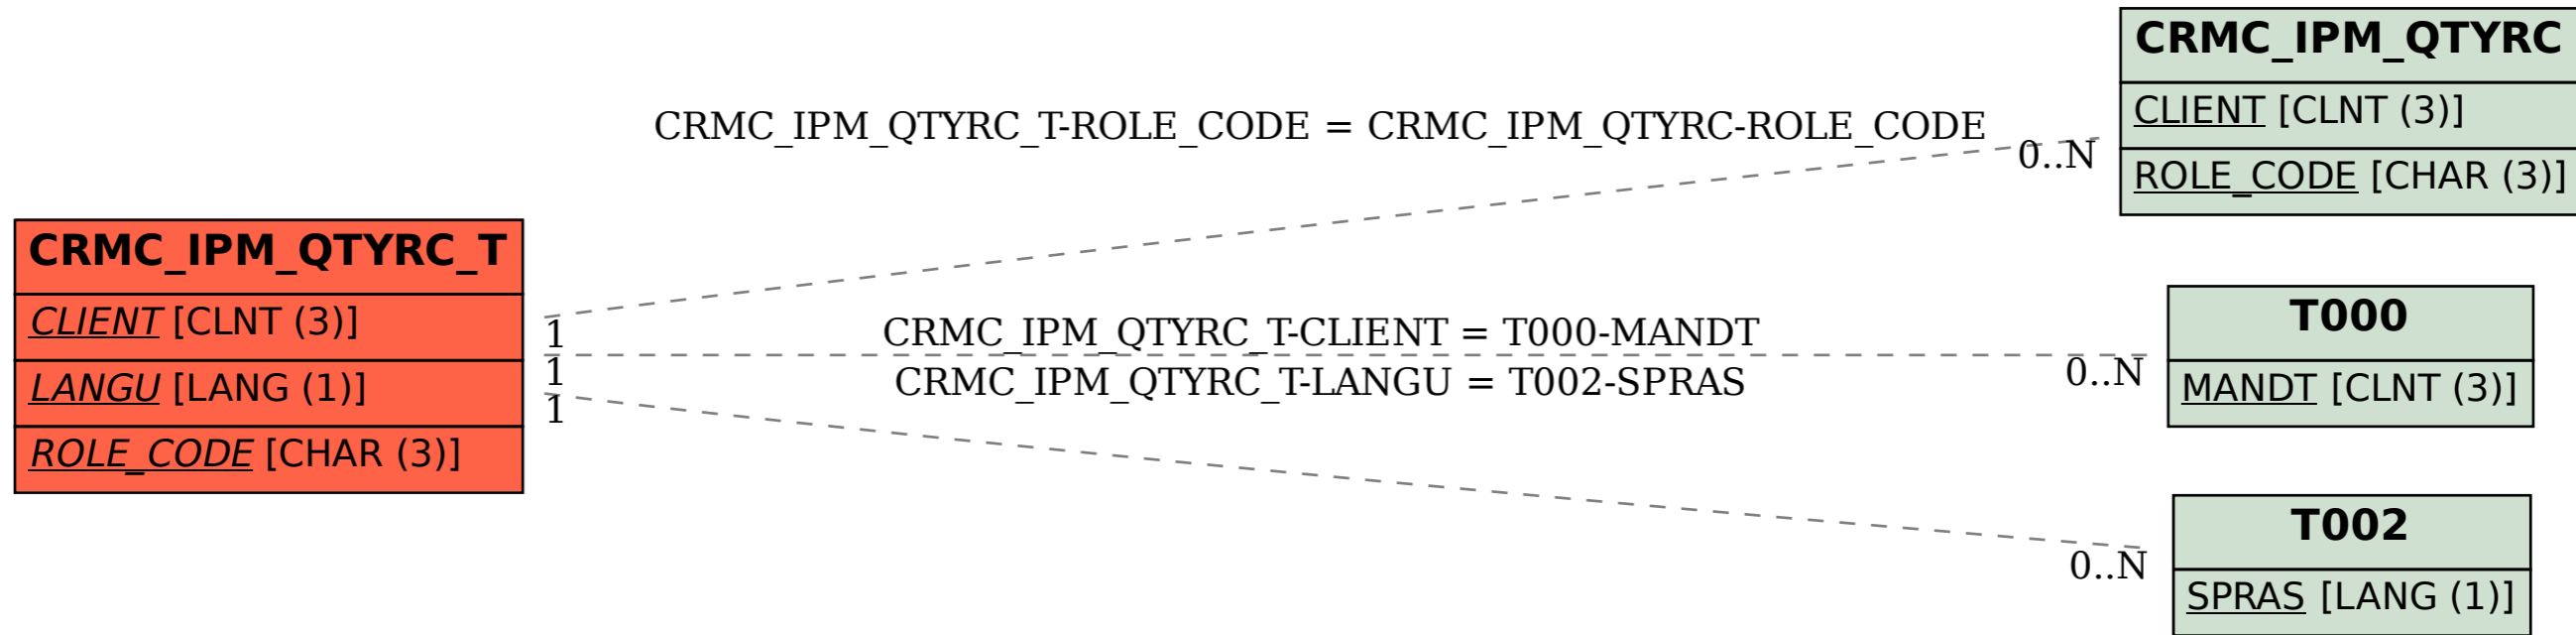 CRMC_IPM_QTYRC
CLIENT [CLNT (3)]
ROLE_CODE [CHAR (3)]
CRMC_IPM_QTYRC_T-ROLE_CODE = CRMC_IPM_QTYRC-ROLE_CODE
0..N
CRMC_IPM_QTYRC_T
CLIENT [CLNT (3)]
LANGU [LANG (1)]
ROLE_CODE [CHAR (3)]
1
1
1
CRMC_IPM_QTYRC_T-CLIENT = T000-MANDT
0..N
CRMC_IPM_QTYRC_T-LANGU = T002-SPRAS
0..N
T000
MANDT [CLNT (3)]
T002
SPRAS [LANG (1)]